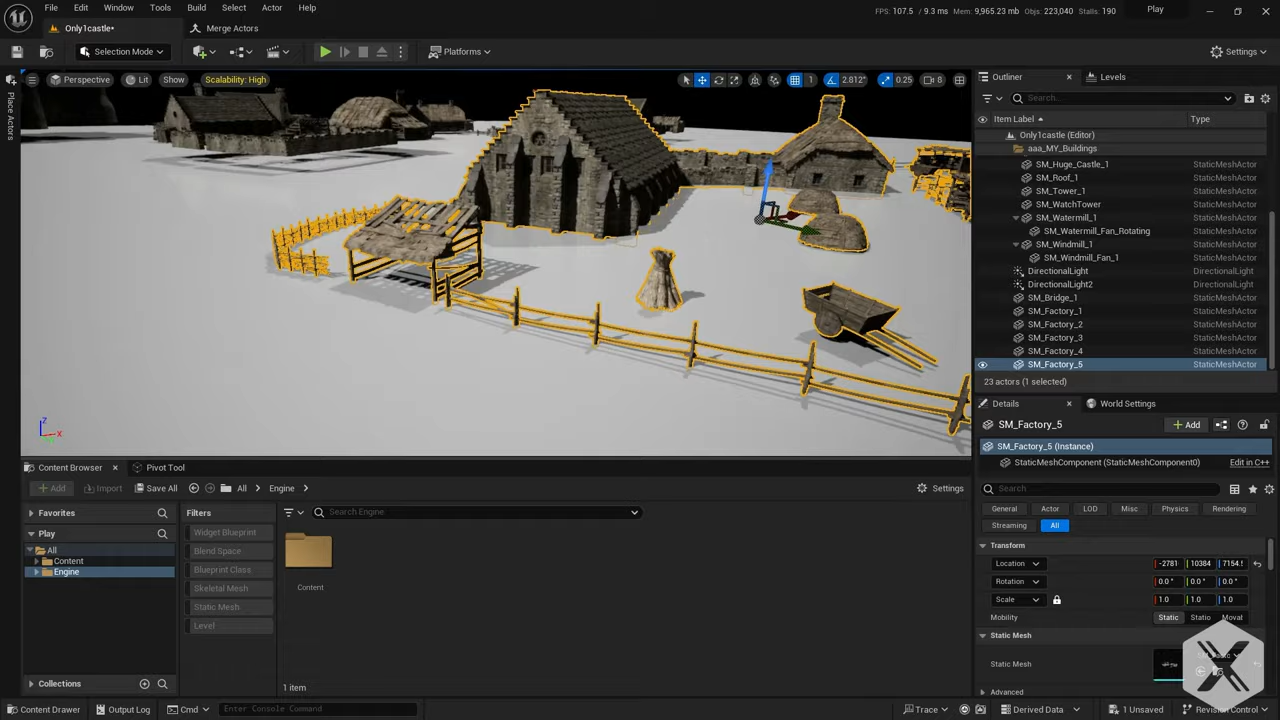 File Edit Window Tools Build Select Actor Help
FPS: 107.5 / 9.3 ms Mem: 9,965.23 mb Objs: 223,040 Stalls: 190 Play
Only1castle• Merge Actors
Selection Mode Platforms Settings
Perspective Lit Show Scalability: High 1 2.812° 0.25 8
Place Actors
Outliner Levels
Search...
Item Label Type
Only1castle (Editor)
aaa_MY_Buildings
SM_Huge_Castle_1 StaticMeshActor
SM_Roof_1 StaticMeshActor
SM_Tower_1 StaticMeshActor
SM_WatchTower StaticMeshActor
SM_Watermill_1 StaticMeshActor
SM_Watermill_Fan_Rotating StaticMeshActor
SM_Windmill_1 StaticMeshActor
SM_Windmill_Fan_1 StaticMeshActor
DirectionalLight DirectionalLight
DirectionalLight2 DirectionalLight
SM_Bridge_1 StaticMeshActor
SM_Factory_1 StaticMeshActor
SM_Factory_2 StaticMeshActor
SM_Factory_3 StaticMeshActor
SM_Factory_4 StaticMeshActor
SM_Factory_5 StaticMeshActor
23 actors (1 selected)
Details World Settings
SM_Factory_5 Add
SM_Factory_5 (Instance)
StaticMeshComponent (StaticMeshComponent0) Edit in C++
Search
General Actor LOD Misc Physics Rendering
Streaming All
Transform
Location -2781 10384 7154.!
Rotation 0.0 ° 0.0 ° 0.0 °
Scale 1.0 1.0 1.0
Mobility Static Statio Moval
Static Mesh
Static Mesh
Advanced
Z
X
Content Browser Pivot Tool
Add Import Save All All Engine Settings
Favorites
Play
All
Content
Engine
Collections
Filters
Widget Blueprint
Blend Space
Blueprint Class
Skeletal Mesh
Static Mesh
Level
Search Engine
Content
1 item
Content Drawer Output Log Cmd Enter Console Command Trace Derived Data 1 Unsaved Revision Control